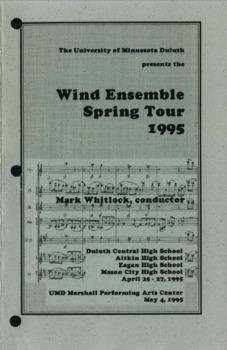 The University of Minnesota Duluth
presents the
Wind Ensemble
Spring Tour
1995
Mark Whitlock, conductor
Duluth Central High School
Aitkin High School
Eagan High School
Mason City High School
April 25 - 27, 1995
UMD Marshall Performing Arts Center
May 4, 1995